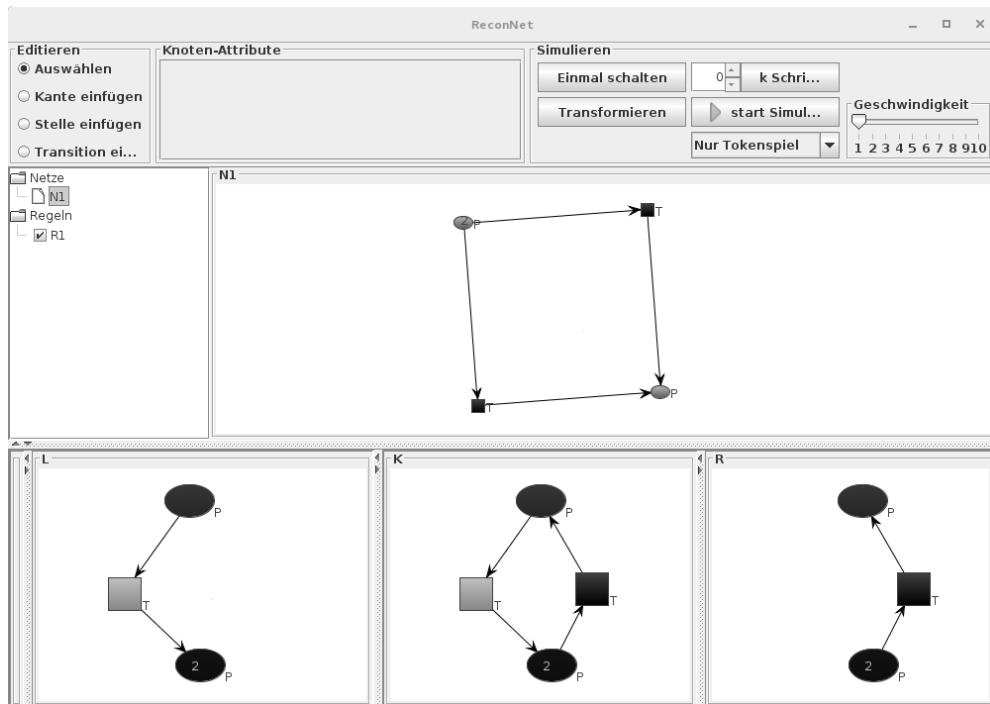 ReconNet
Editieren
Auswählen
Kante einfügen
Stelle einfügen
Transition ei...
Knoten-Attribute
Simulieren
Einmal schalten
0
k Schri...
Transformieren
start Simul...
Nur Tokenspiel
Geschwindigkeit
1 2 3 4 5 6 7 8 9 10
Netze
N1
Regeln
R1
N1
2
P
T
T
P
L
P
T
2
P
K
P
T
T
2
P
R
P
T
2
P